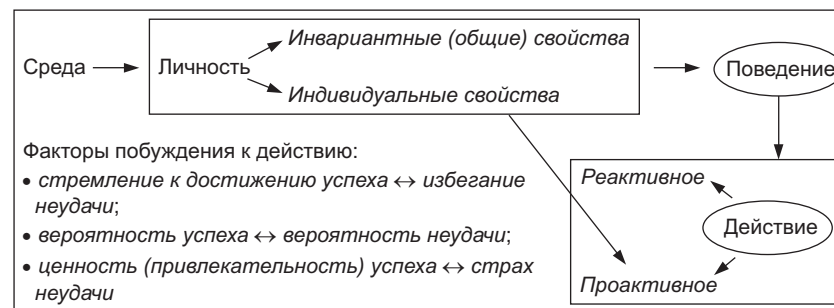 Инвариантные (общие) свойства
Среда
Личность
Поведение
Индивидуальные свойства
Факторы побуждения к действию:
• стремление к достижению успеха ↔ избегание
неудачи;
• вероятность успеха ↔ вероятность неудачи;
• ценность (привлекательность) успеха ↔ страх
неудачи
Реактивное
Действие
Проактивное